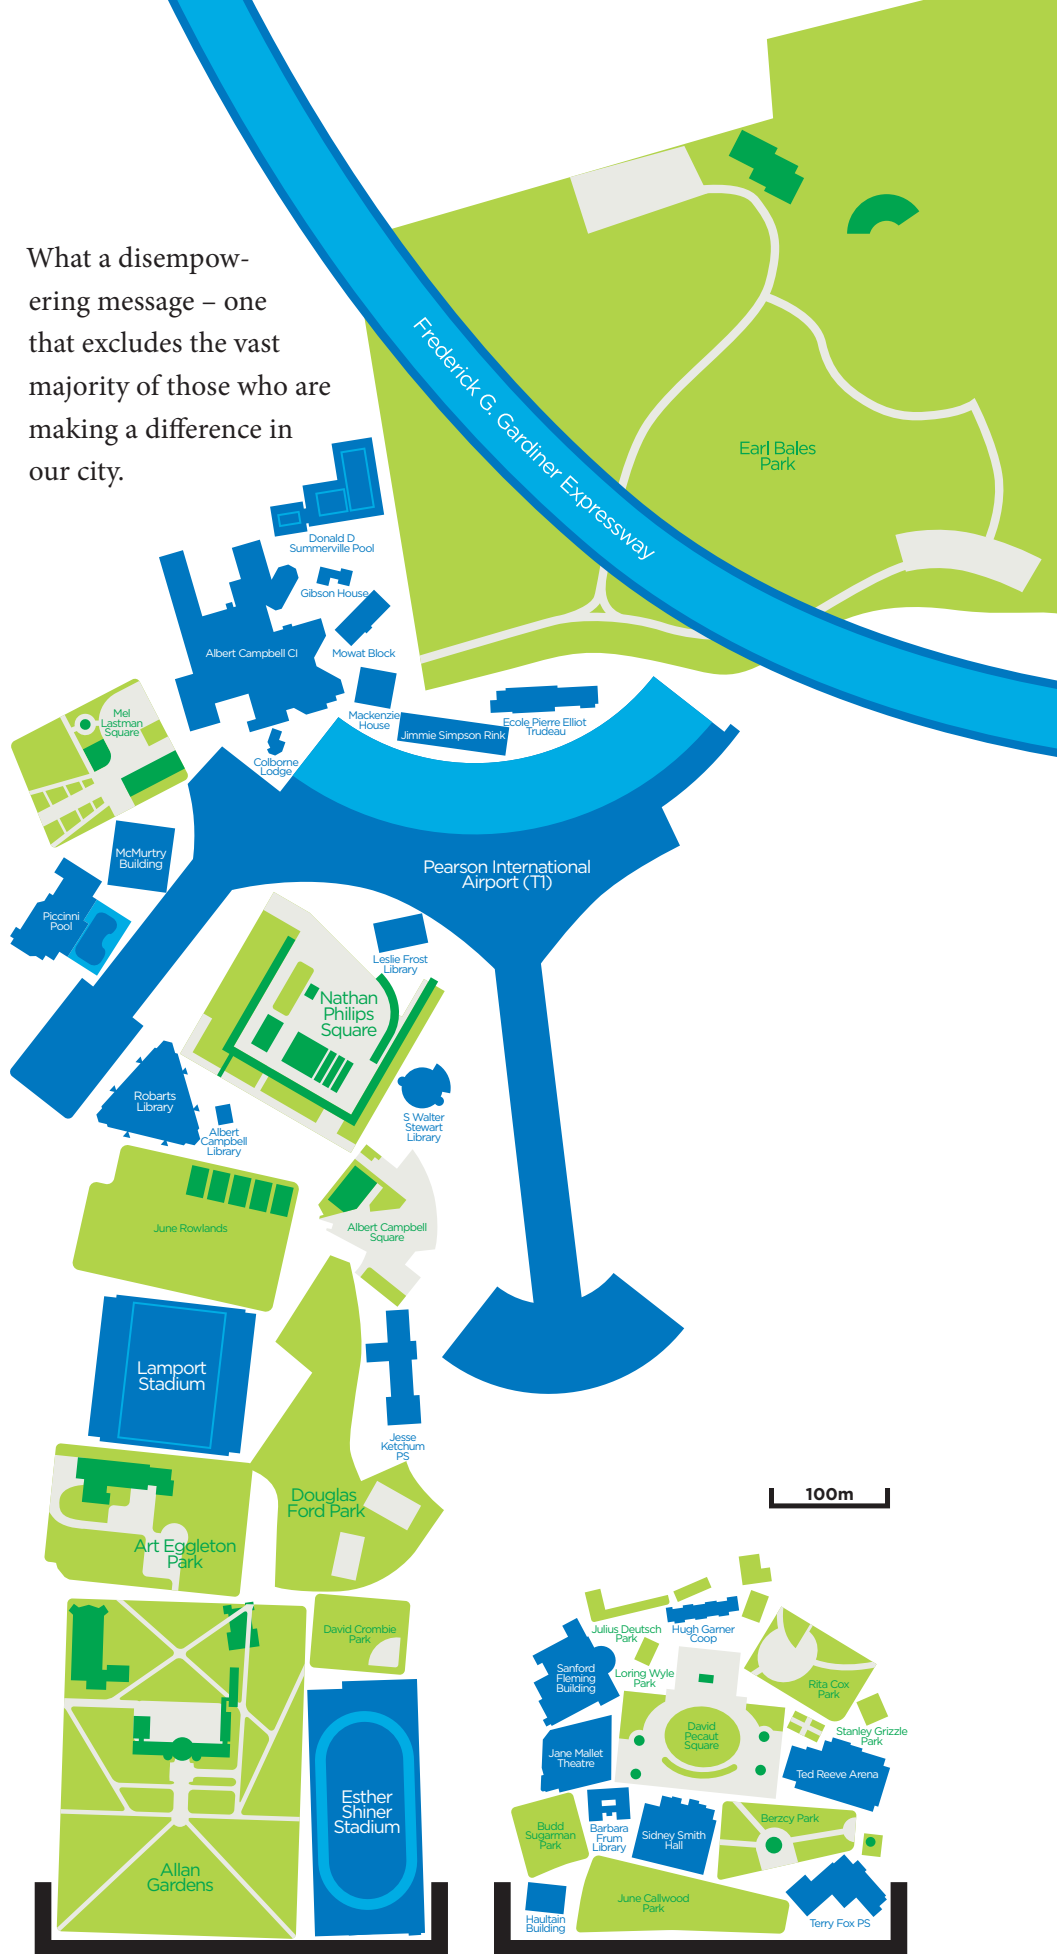 What a disempow-
ering message – one
that excludes the vast
majority of those who are
making a difference in
our city.
Frederick G. Gardiner Expressway
Earl Bales
Park
Donald D
Summerville Pool
Gibson House
Albert Campbell CI
Mowat Block
Mackenzie
House
Jimmie Simpson Rink
Ecole Pierre Elliot
Trudeau
Mel
Lastman
Square
Colborne
Lodge
McMurtry
Building
Pearson International
Airport (T1)
Piccinni
Pool
Leslie Frost
Library
Nathan
Philips
Square
Robarts
Library
Albert
Campbell
Library
S Walter
Stewart
Library
June Rowlands
Albert Campbell
Square
Lamport
Stadium
Jesse
Ketchum
PS
Douglas
Ford Park
100m
Art Eggleton
Park
David Crombie
Park
Julius Deutsch
Park
Hugh Garner
Coop
Sanford
Fleming
Building
Loring Wyle
Park
Rita Cox
Park
David
Pecaut
Square
Stanley Grizzle
Park
Jane Mallet
Theatre
Ted Reeve Arena
Esther
Shiner
Stadium
Budd
Sugarman
Park
Barbara
Frum
Library
Sidney Smith
Hall
Berzcy Park
Allan
Gardens
June Callwood
Park
Haultain
Building
Terry Fox PS